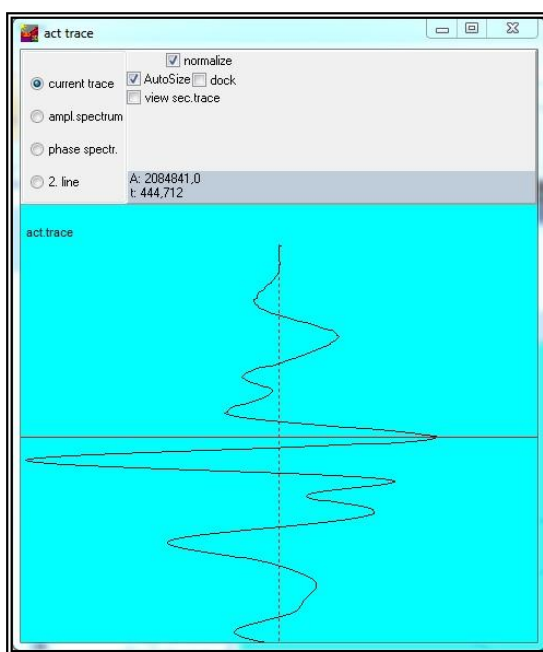 act trace
normalize
current trace
AutoSize dock
view sec.trace
ampl.spectrum
phase spectr.
2. line
A: 2084841,0
t: 444,712
act.trace